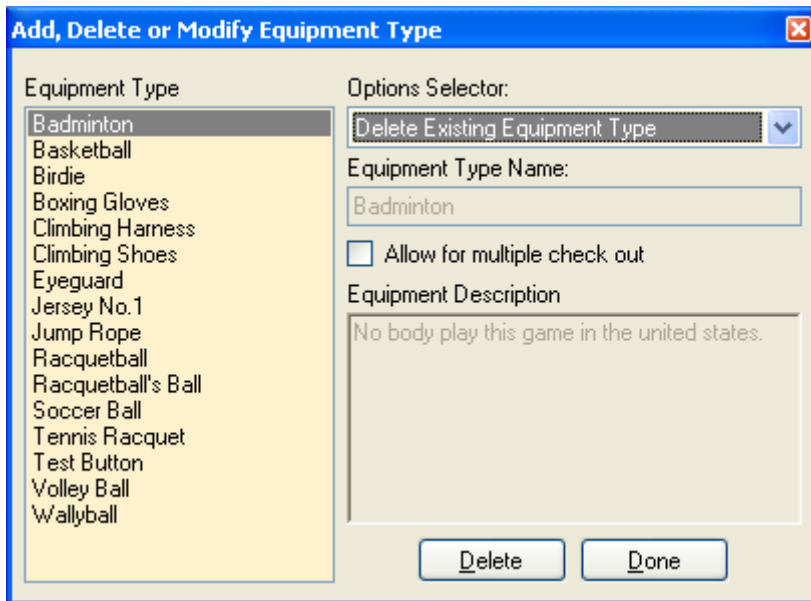 Add, Delete or Modify Equipment Type
Equipment Type
Badminton
Basketball
Birdie
Boxing Gloves
Climbing Harness
Climbing Shoes
Eyeguard
Jersey No.1
Jump Rope
Racquetball
Racquetball's Ball
Soccer Ball
Tennis Racquet
Test Button
Volley Ball
Wallyball
Options Selector:
Delete Existing Equipment Type
Equipment Type Name:
Badminton
Allow for multiple check out
Equipment Description
No body play this game in the united states.
Delete
Done